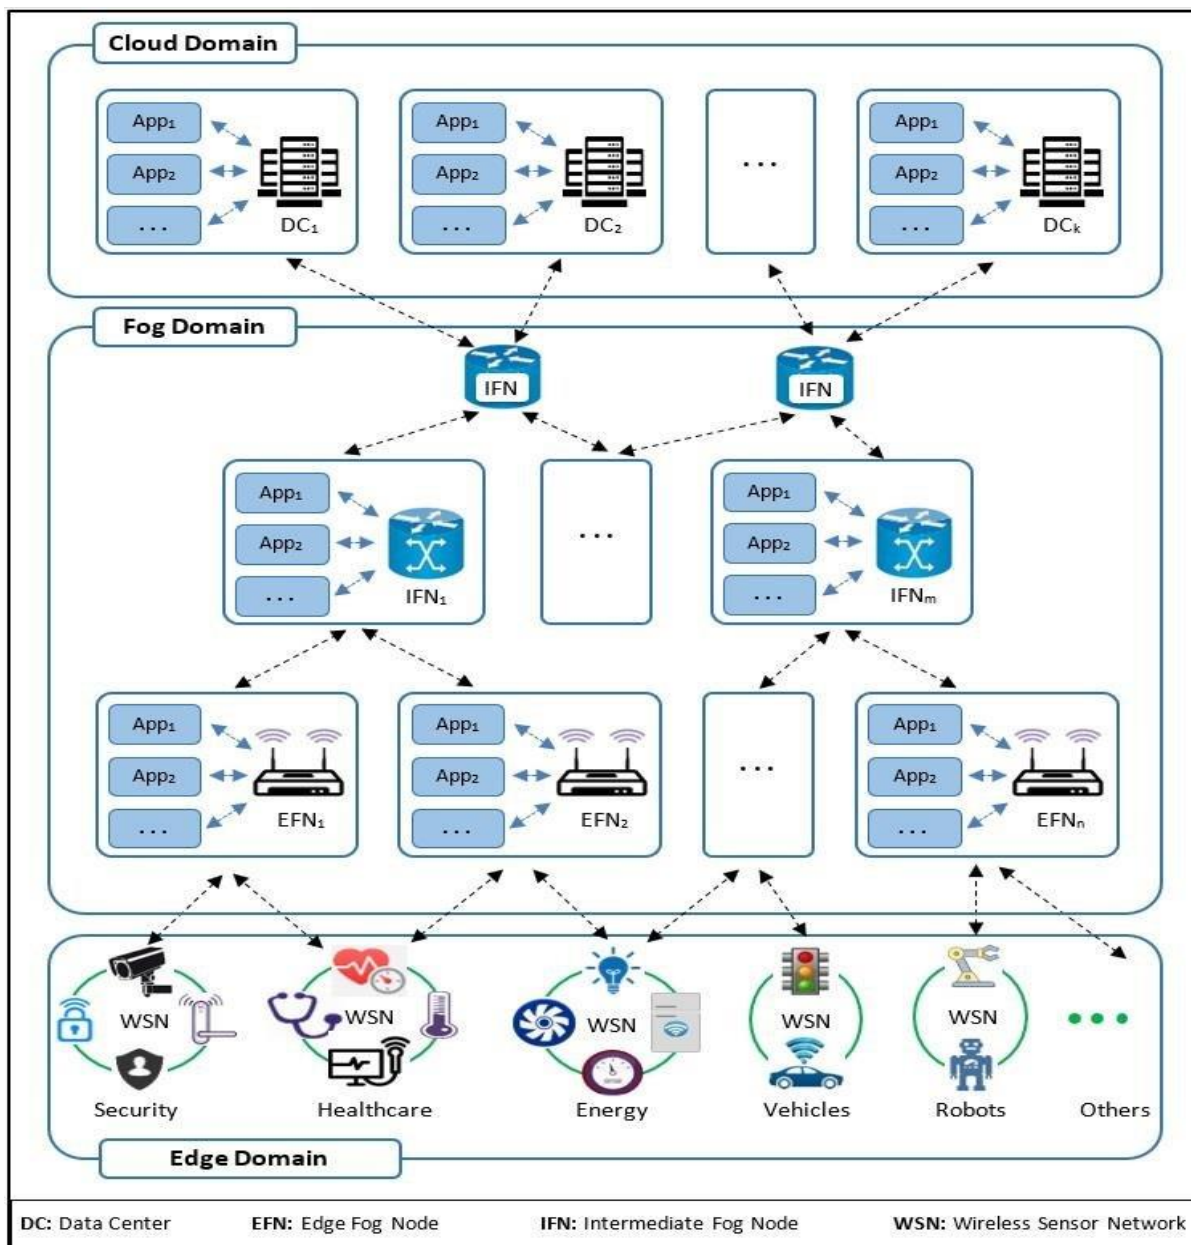 Cloud Domain
App₁
App₂
...
DC₁
App₁
App₂
...
DC₂
...
App₁
App₂
...
DCₖ
Fog Domain
IFN
IFN
App₁
App₂
...
IFN₁
...
App₁
App₂
...
IFNₘ
App₁
App₂
...
EFN₁
App₁
App₂
...
EFN₂
...
App₁
App₂
...
EFNₙ
WSN
WSN
WSN
WSN
WSN
...
Security
Healthcare
Energy
Vehicles
Robots
Others
Edge Domain
DC: Data Center EFN: Edge Fog Node IFN: Intermediate Fog Node WSN: Wireless Sensor Network